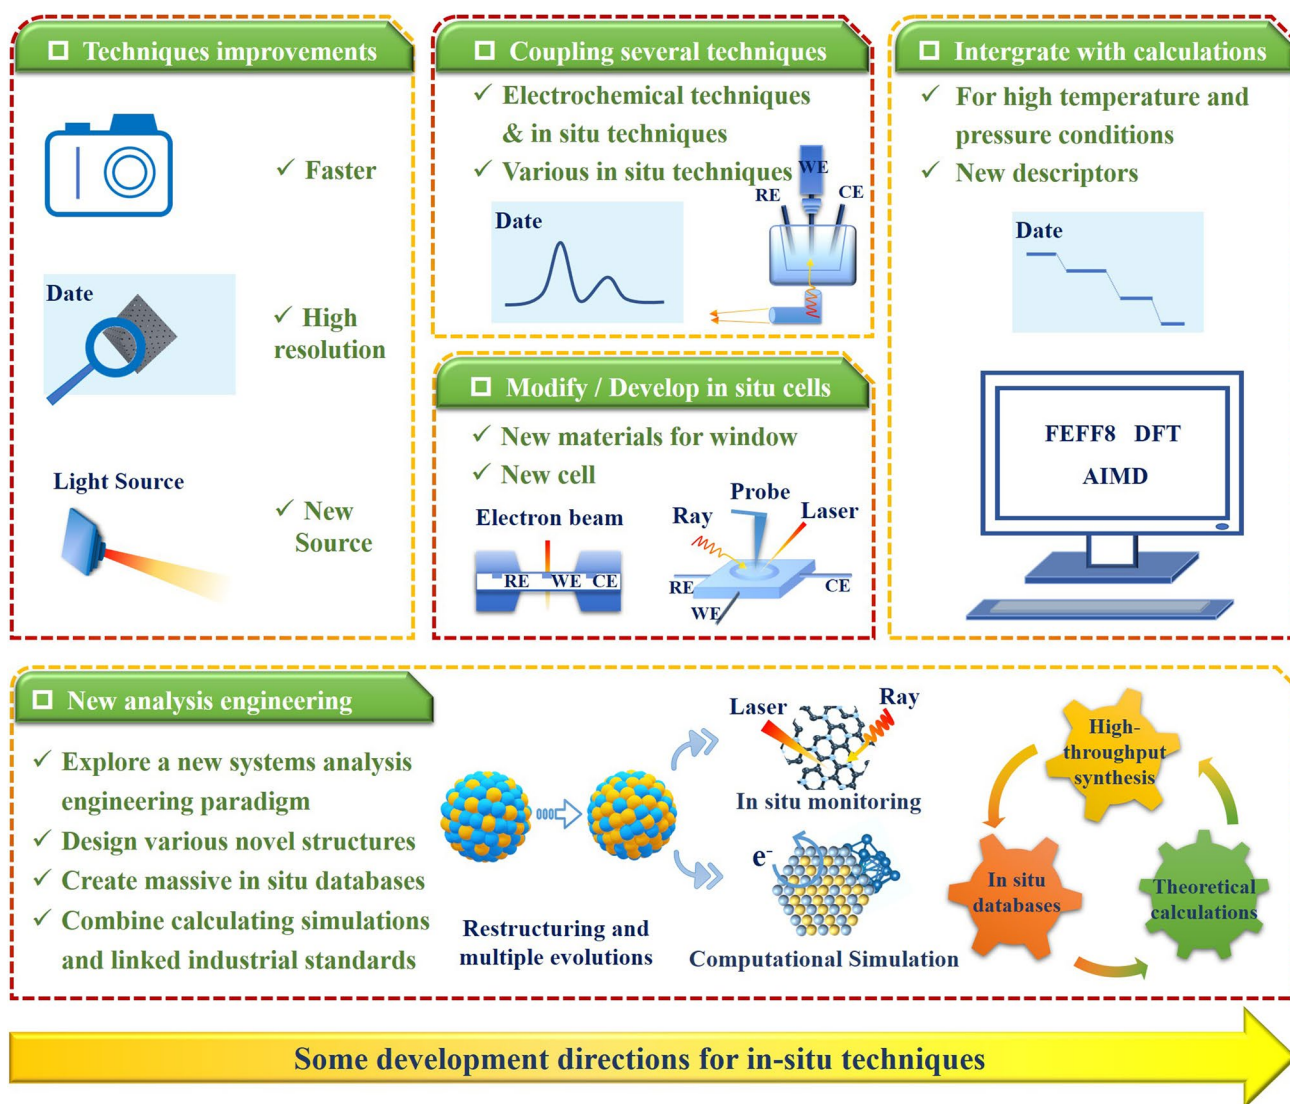 Techniques improvements
Faster
Date
High
resolution
Light Source
New
Source
Coupling several techniques
Electrochemical techniques
& in situ techniques
Various in situ techniques
WE
RE
CE
Date
Modify / Develop in situ cells
New materials for window
New cell
Electron beam
RE
WE
CE
Probe
Ray
Laser
RE
CE
WE
Intergrate with calculations
For high temperature and
pressure conditions
New descriptors
Date
FEFF8 DFT
AIMD
New analysis engineering
Explore a new systems analysis
engineering paradigm
Design various novel structures
Create massive in situ databases
Combine calculating simulations
and linked industrial standards
Restructuring and
multiple evolutions
Laser
Ray
In situ monitoring
e-
Computational Simulation
High-
throughput
synthesis
In situ
databases
Theoretical
calculations
Some development directions for in-situ techniques